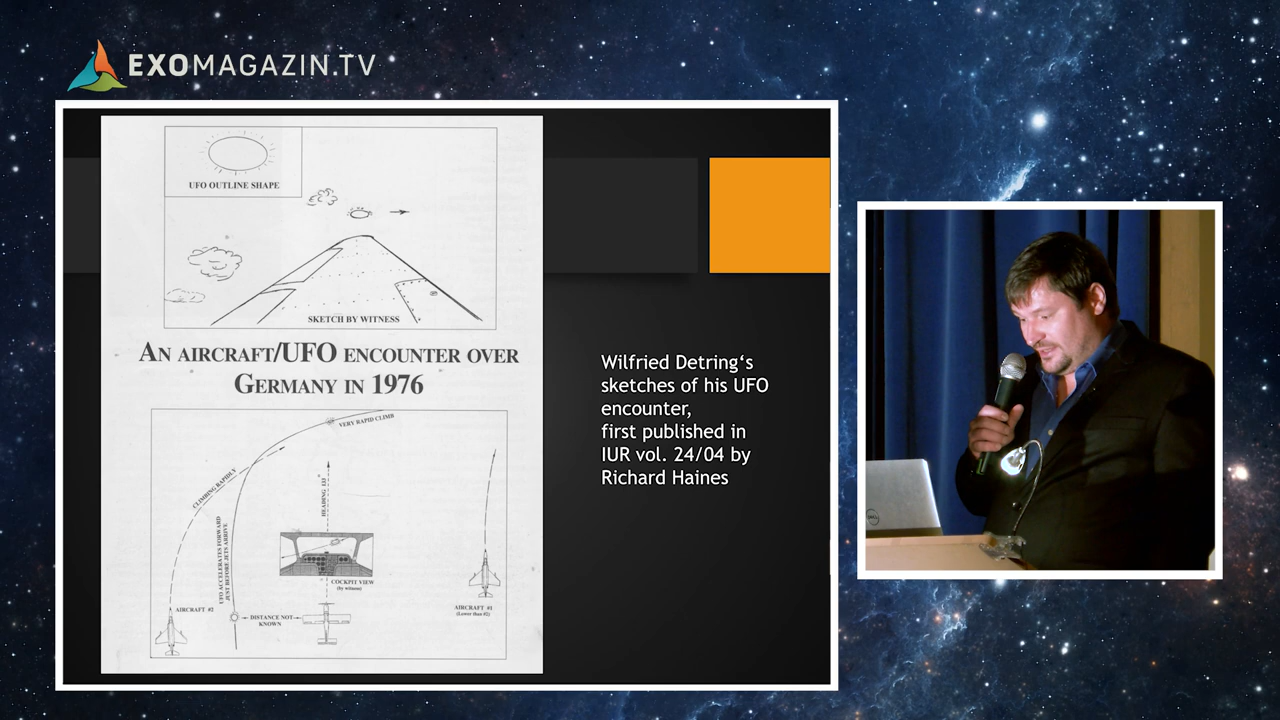 EXOMAGAZIN.TV
UFO OUTLINE SHAPE
SKETCH BY WITNESS
AN AIRCRAFT/UFO ENCOUNTER OVER
GERMANY IN 1976
VERY RAPID CLIMB
CLIMBING RAPIDLY
UFO ACCELERATES FORWARD
JUST BEFORE JETS ARRIVE
COCKPIT VIEW
(by witness)
AIRCRAFT #2
DISTANCE NOT
KNOWN
AIRCRAFT #1
(Lower than #2)
Wilfried Detring‘s
sketches of his UFO
encounter,
first published in
IUR vol. 24/04 by
Richard Haines
DELL